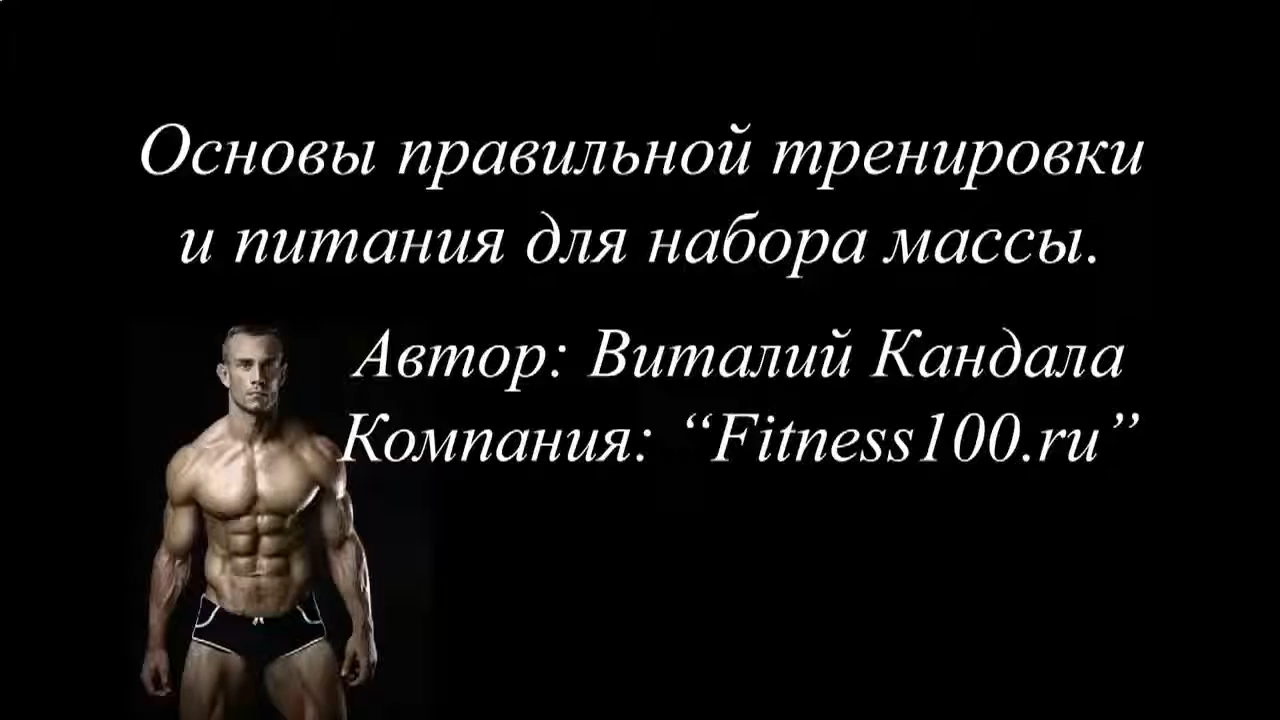 Основы правильной тренировки
и питания для набора массы.
Автор: Виталий Кандала
Компания: “Fitness100.ru”